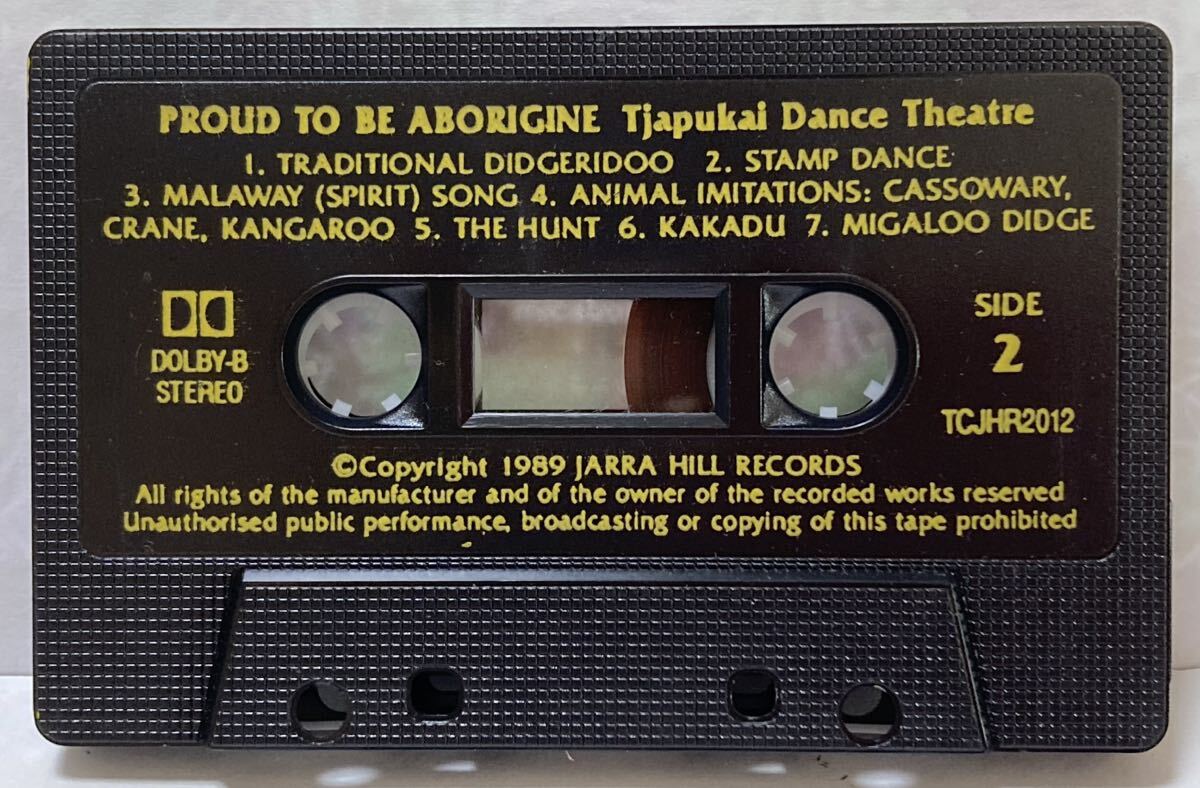 PROUD TO BE ABORIGINE Tjapukai Dance Theatre
1. TRADITIONAL DIDGERIDOO 2. STAMP DANCE
3. MALAWAY (SPIRIT) SONG 4. ANIMAL IMITATIONS: CASSOWARY,
CRANE, KANGAROO 5. THE HUNT 6. KAKADU 7. MIGALOO DIDGE
DOLBY-B
STEREO
SIDE
2
TCJHR2012
©Copyright 1989 JARRA HILL RECORDS
All rights of the manufacturer and of the owner of the recorded works reserved
Unauthorised public performance, broadcasting or copying of this tape prohibited